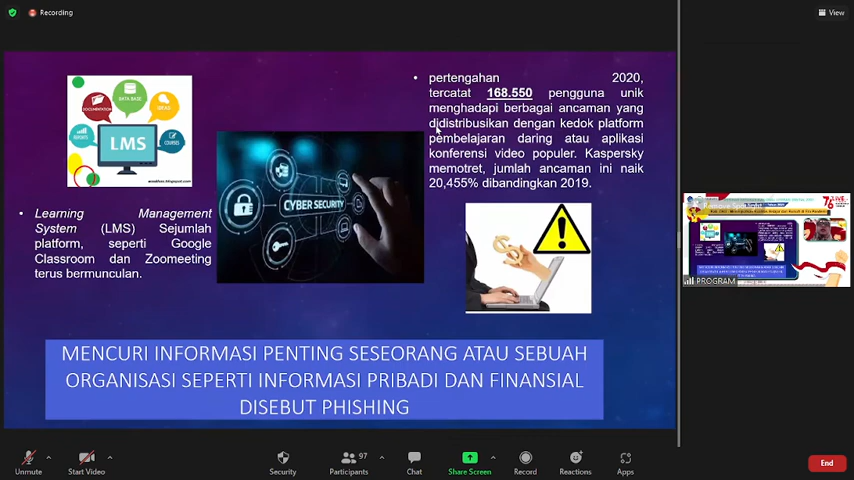 Recording
View
DATA BASE
DOCUMENTATION
IDEAS
REPORTS
LMS
COURSES
• Learning Management
System (LMS) Sejumlah
platform, seperti Google
Classroom dan Zoomeeting
terus bermunculan.
CYBER SECURITY
• pertengahan 2020,
tercatat 168.550 pengguna unik
menghadapi berbagai ancaman yang
didistribusikan dengan kedok platform
pembelajaran daring atau aplikasi
konferensi video populer. Kaspersky
memotret, jumlah ancaman ini naik
20,455% dibandingkan 2019.
MENCURI INFORMASI PENTING SESEORANG ATAU SEBUAH
ORGANISASI SEPERTI INFORMASI PRIBADI DAN FINANSIAL
DISEBUT PHISHING
PROGRAM
Unmute
Start Video
Security
97
Participants
Chat
Share Screen
Record
Reactions
Apps
End